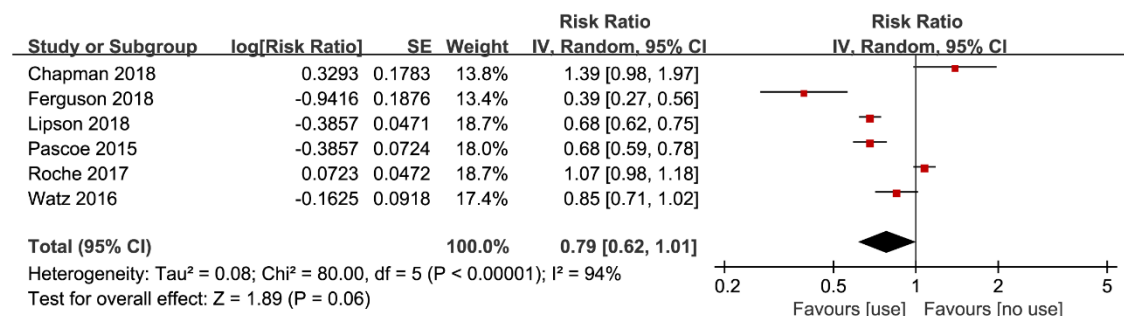 Risk Ratio Risk Ratio
Study or Subgroup log[Risk Ratio] SE Weight IV, Random, 95% CI IV, Random, 95% CI
Chapman 2018 0.3293 0.1783 13.8% 1.39 [0.98, 1.97]
Ferguson 2018 -0.9416 0.1876 13.4% 0.39 [0.27, 0.56]
Lipson 2018 -0.3857 0.0471 18.7% 0.68 [0.62, 0.75]
Pascoe 2015 -0.3857 0.0724 18.0% 0.68 [0.59, 0.78]
Roche 2017 0.0723 0.0472 18.7% 1.07 [0.98, 1.18]
Watz 2016 -0.1625 0.0918 17.4% 0.85 [0.71, 1.02]
Total (95% CI) 100.0% 0.79 [0.62, 1.01]
Heterogeneity: Tau² = 0.08; Chi² = 80.00, df = 5 (P < 0.00001); I² = 94%
Test for overall effect: Z = 1.89 (P = 0.06)
0.2 0.5 1 2 5
Favours [use] Favours [no use]